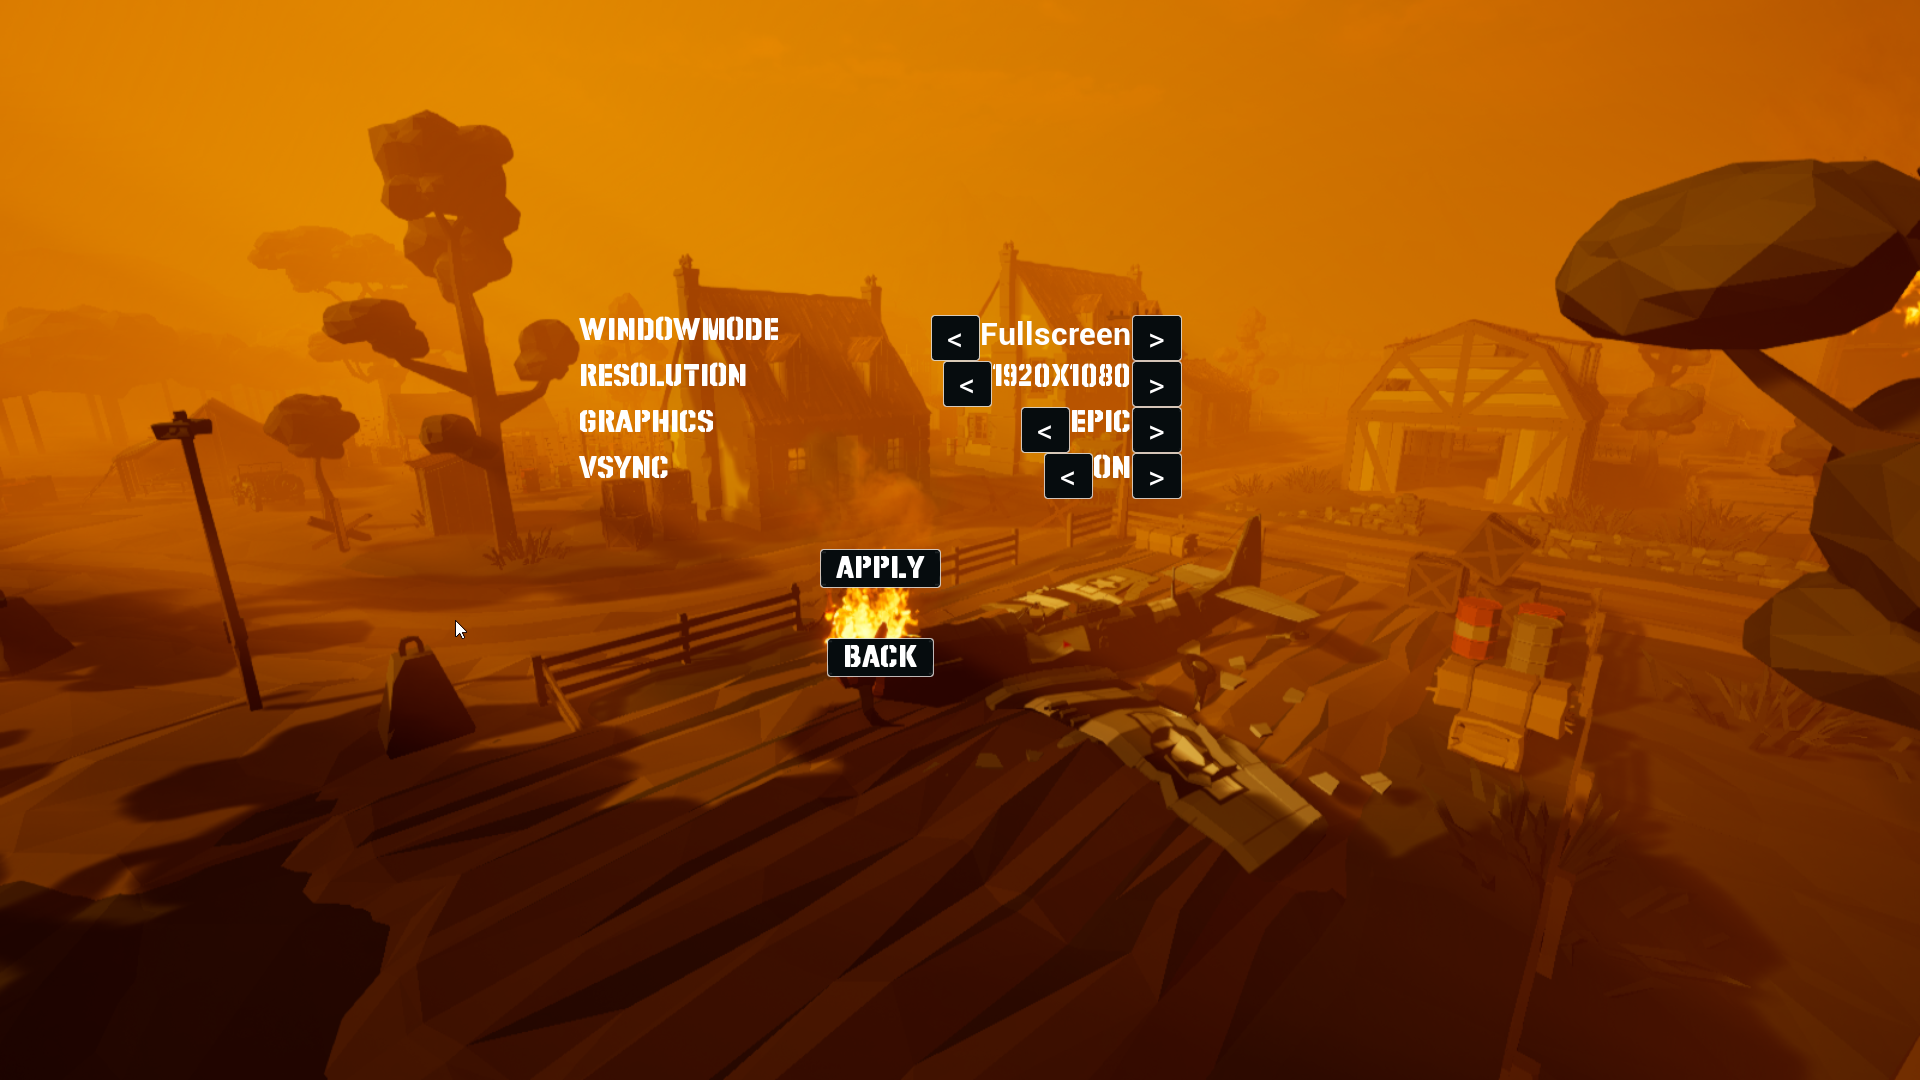 WINDOWMODE < Fullscreen >
RESOLUTION < 1920X1080 >
GRAPHICS < EPIC >
VSYNC < ON >
APPLY
BACK